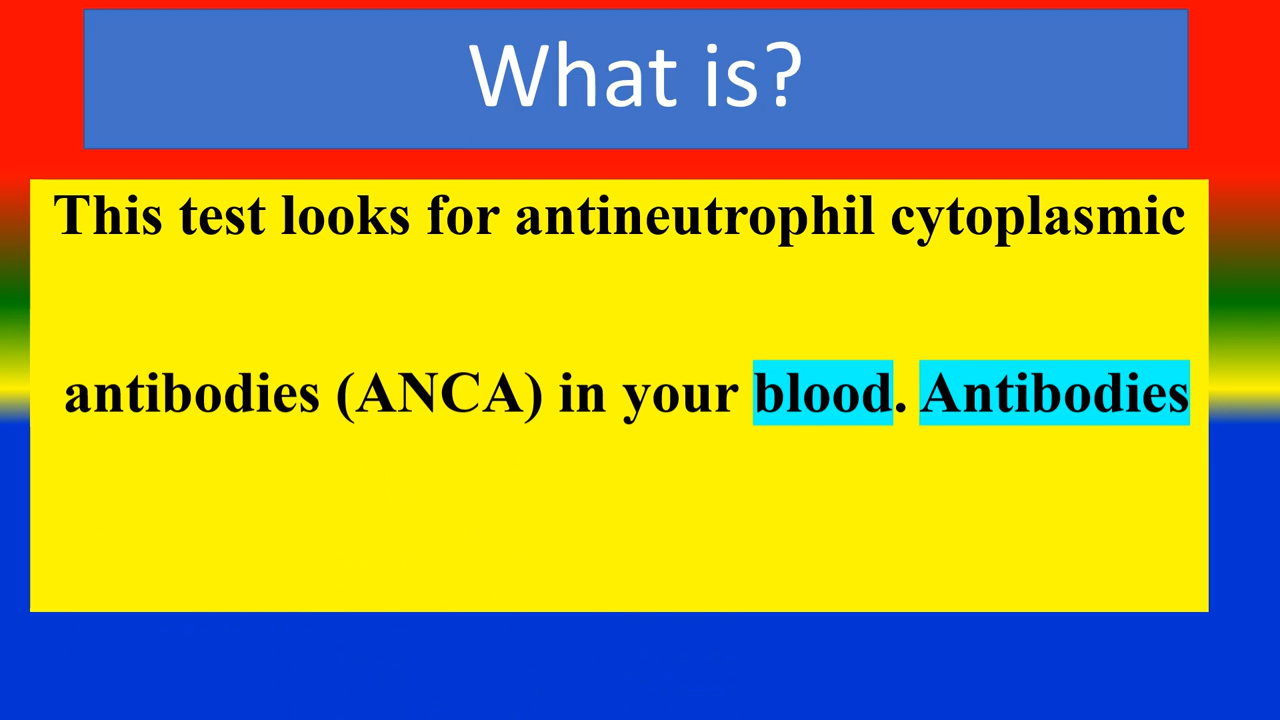 What is?
This test looks for antineutrophil cytoplasmic
antibodies (ANCA) in your blood. Antibodies